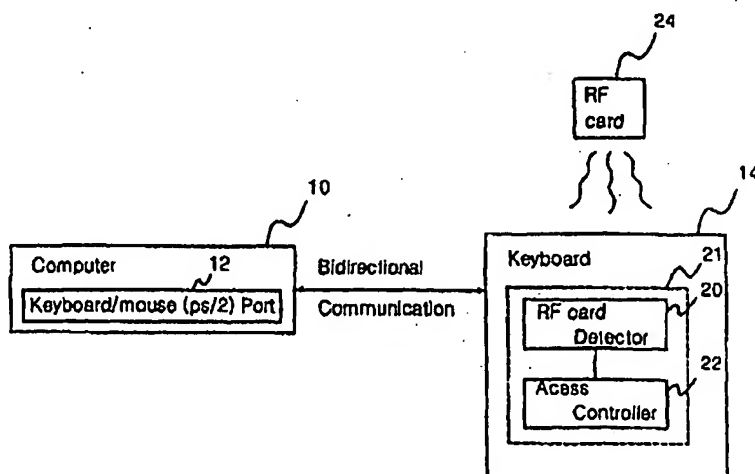 24
RF
card
14
10
Computer
12
Keyboard/mouse (ps/2) Port
Bidirectional
Communication
Keyboard
21
20
RF card
Detector
22
Acess
Controller